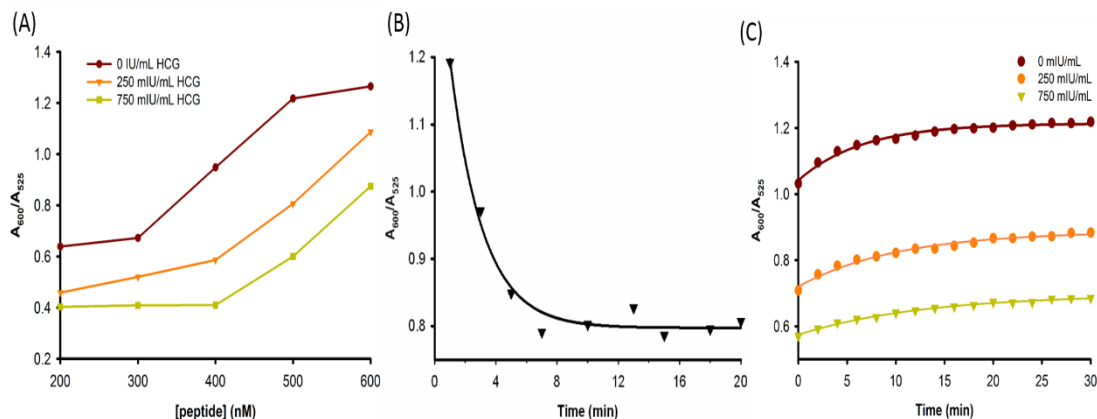 (A)
0 IU/mL HCG
250 mIU/mL HCG
750 mIU/mL HCG
1.4
1.2
1.0
0.8
0.6
0.4
0.2
A600/A525
200 300 400 500 600
[peptide] (nM)
(B)
1.2
1.1
1.0
0.9
0.8
A600/A525
0 4 8 12 16 20
Time (min)
(C)
0 mIU/mL
250 mIU/mL
750 mIU/mL
1.4
1.2
1.0
0.8
0.6
A600/A525
0 5 10 15 20 25 30
Time (min)